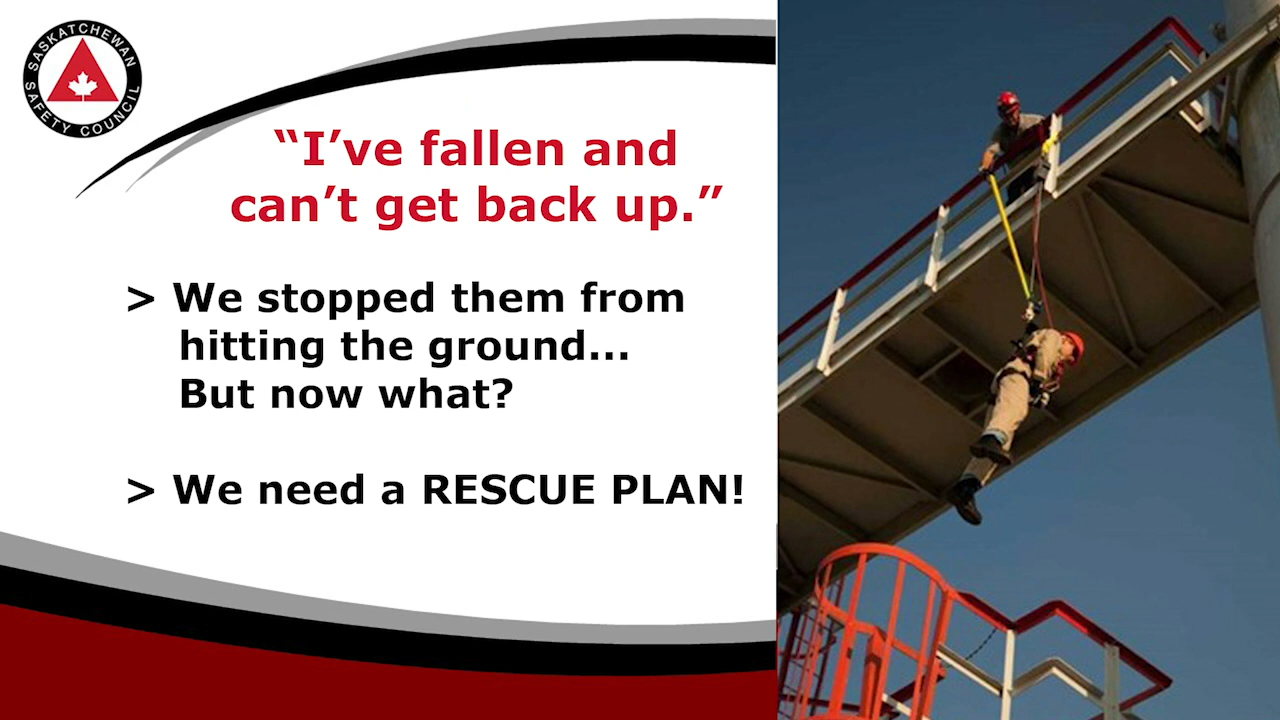 SASKATCHEWAN
SAFETY COUNCIL
“I’ve fallen and
can’t get back up.”
> We stopped them from
hitting the ground...
But now what?
> We need a RESCUE PLAN!